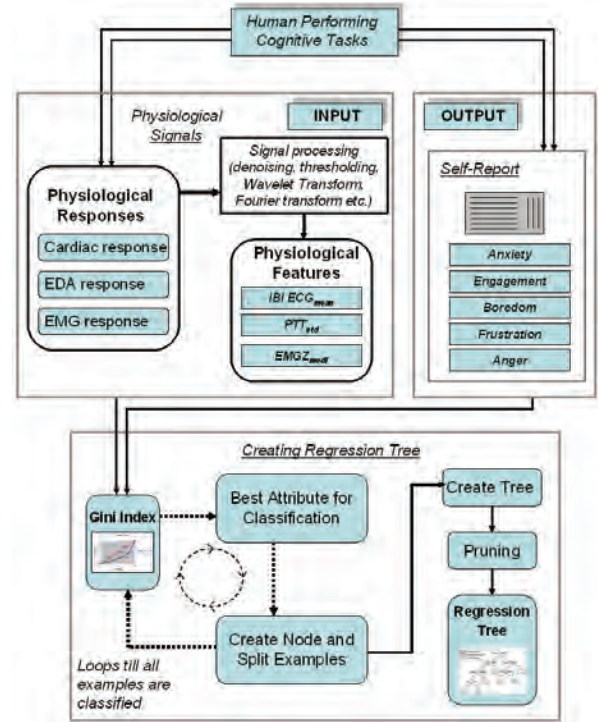 Human Performing
Cognitive Tasks
Physiological
Signals
INPUT
Signal processing
(denoising, thresholding,
Wavelet Transform,
Fourier transform etc.)
Physiological
Responses
Cardiac response
EDA response
EMG response
Physiological
Features
IBI ECGmean
PTTstd
EMGZmedf
OUTPUT
Self-Report
Anxiety
Engagement
Boredom
Frustration
Anger
Creating Regression Tree
Gini Index
Best Attribute for
Classification
Create Node and
Split Examples
Loops till all
examples are
classified
Create Tree
Pruning
Regression
Tree